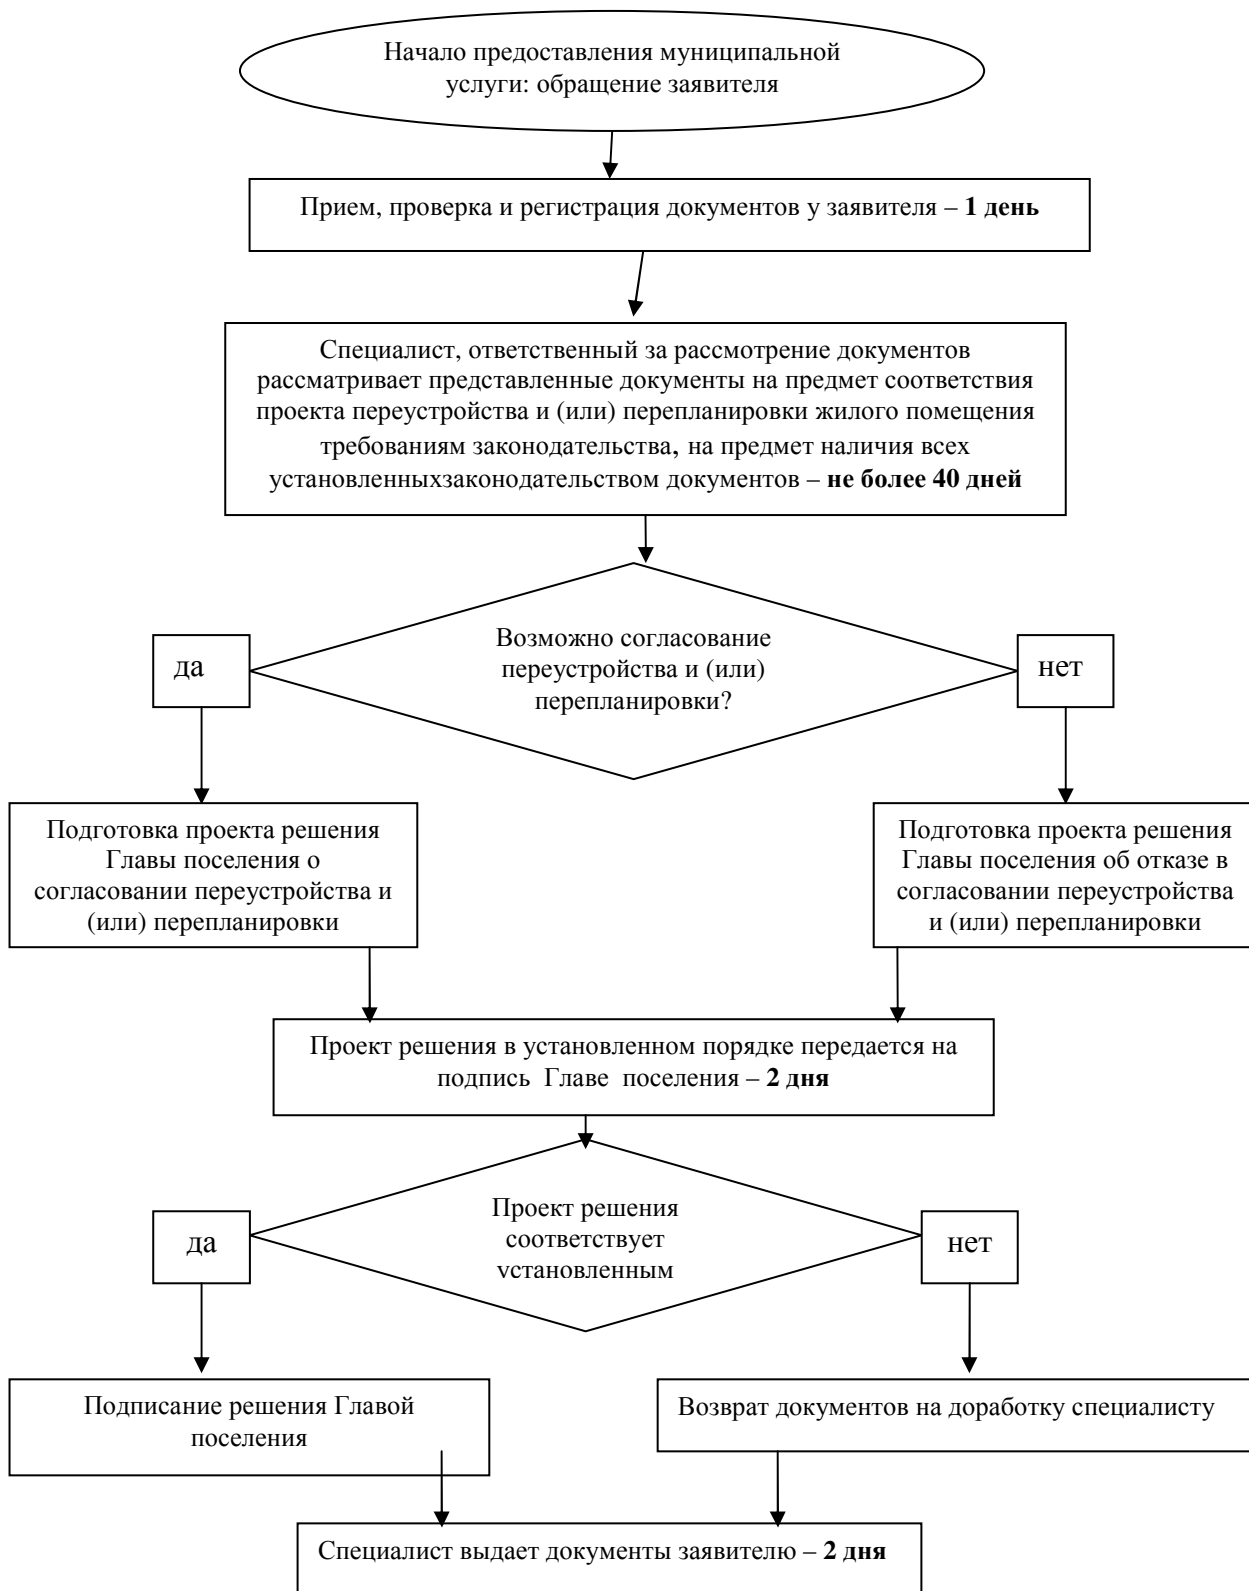 Начало предоставления муниципальной
услуги: обращение заявителя
Прием, проверка и регистрация документов у заявителя – 1 день
Специалист, ответственный за рассмотрение документов
рассматривает представленные документы на предмет соответствия
проекта переустройства и (или) перепланировки жилого помещения
требованиям законодательства, на предмет наличия всех
установленныхзаконодательством документов – не более 40 дней
Возможно согласование
переустройства и (или)
перепланировки?
да
нет
Подготовка проекта решения
Главы поселения о
согласовании переустройства и
(или) перепланировки
Подготовка проекта решения
Главы поселения об отказе в
согласовании переустройства
и (или) перепланировки
Проект решения в установленном порядке передается на
подпись Главе поселения – 2 дня
Проект решения
соответствует
установленным
да
нет
Подписание решения Главой
поселения
Возврат документов на доработку специалисту
Специалист выдает документы заявителю – 2 дня